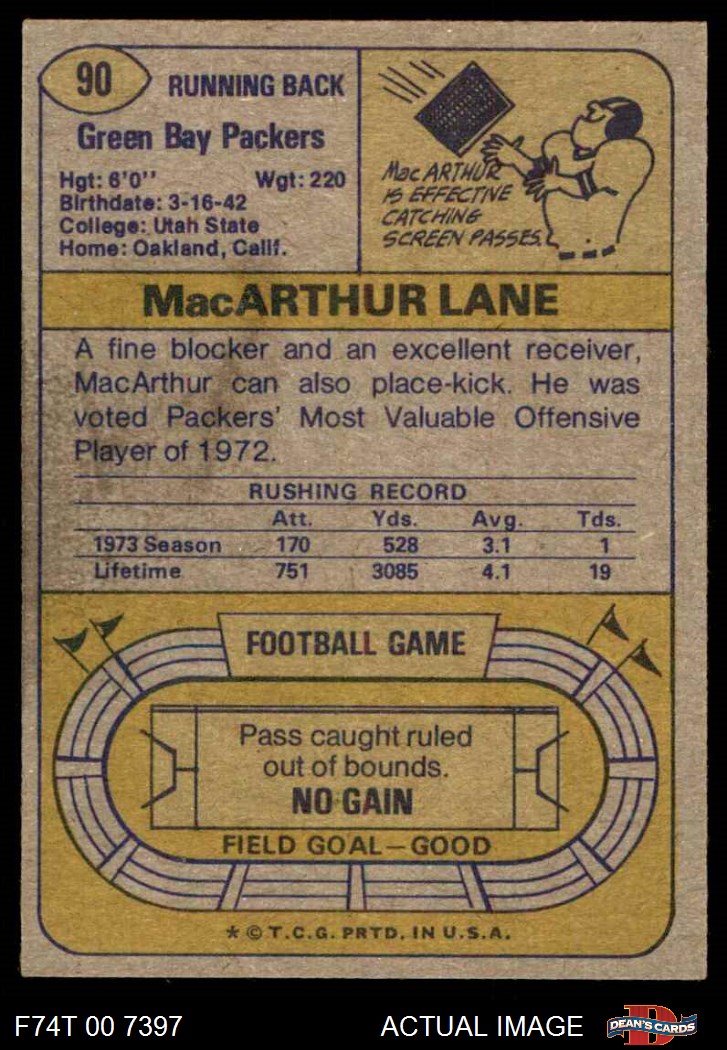 90
RUNNING BACK
Green Bay Packers
Hgt: 6'0'' Wgt: 220
Birthdate: 3-16-42
College: Utah State
Home: Oakland, Calif.
MacARTHUR
IS EFFECTIVE
CATCHING
SCREEN PASSES.
MacARTHUR LANE
A fine blocker and an excellent receiver,
MacArthur can also place-kick. He was
voted Packers' Most Valuable Offensive
Player of 1972.
RUSHING RECORD
Att. Yds. Avg. Tds.
1973 Season 170 528 3.1 1
Lifetime 751 3085 4.1 19
FOOTBALL GAME
Pass caught ruled
out of bounds.
NO GAIN
FIELD GOAL—GOOD
* © T.C.G. PRTD. IN U.S.A.
F74T 00 7397 ACTUAL IMAGE
D
DEAN'S CARDS